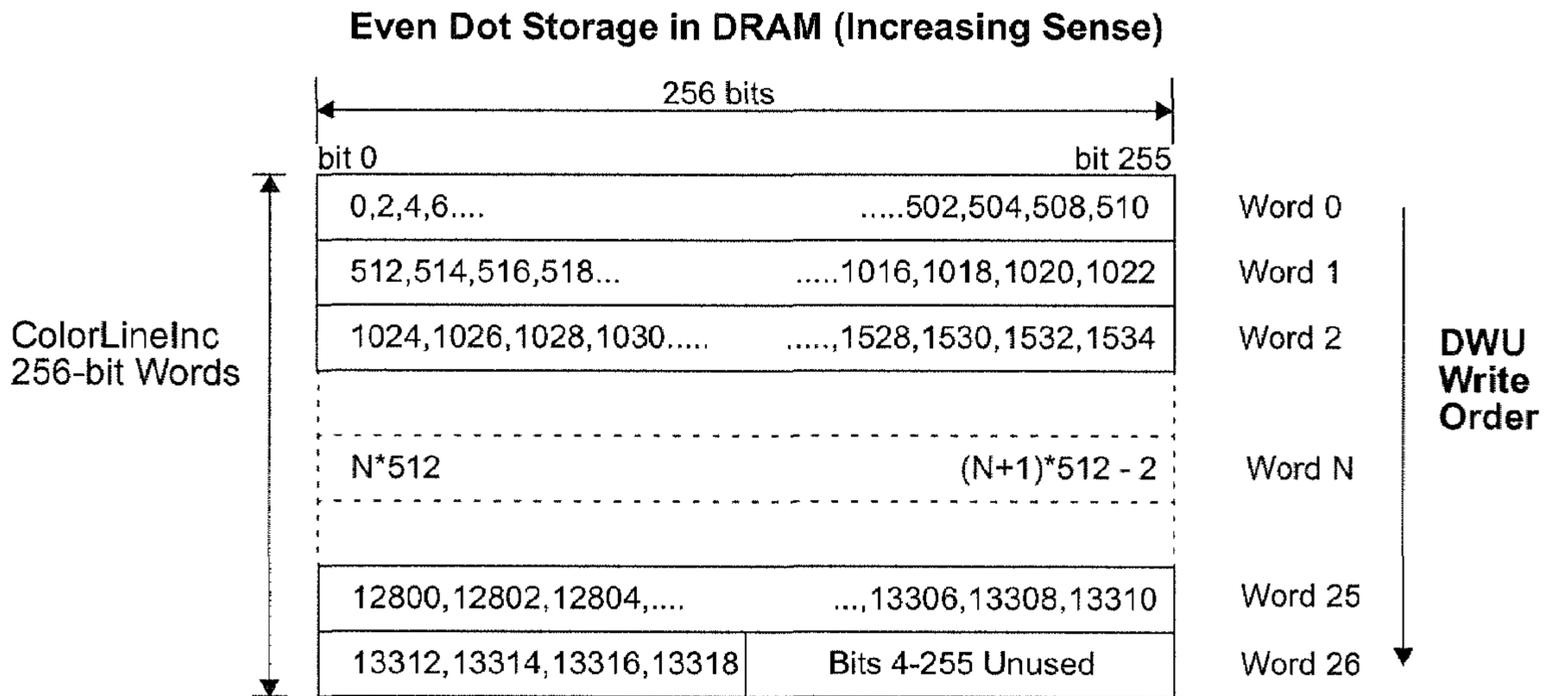 Even Dot Storage in DRAM (Increasing Sense)
256 bits
bit 0 bit 255
0,2,4,6.... .....502,504,508,510 Word 0
512,514,516,518... .....1016,1018,1020,1022 Word 1
1024,1026,1028,1030..... .....,1528,1530,1532,1534 Word 2
ColorLineInc
256-bit Words
DWU
Write
Order
N*512 (N+1)*512 - 2 Word N
12800,12802,12804,.... ...,13306,13308,13310 Word 25
13312,13314,13316,13318 Bits 4-255 Unused Word 26